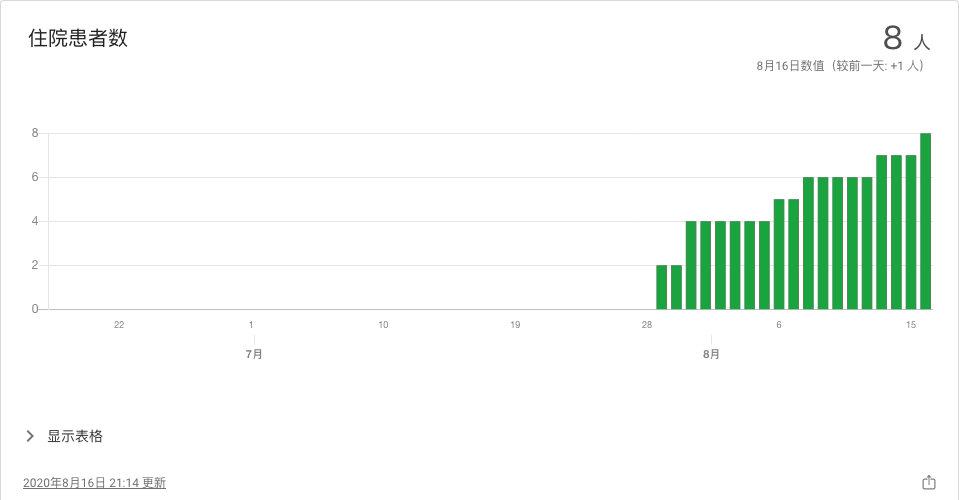 住院患者数
8 人
8月16日数值（较前一天: +1 人）
8
6
4
2
0
22 1 10 19 28 6 15
7月 8月
显示表格
2020年8月16日 21:14 更新